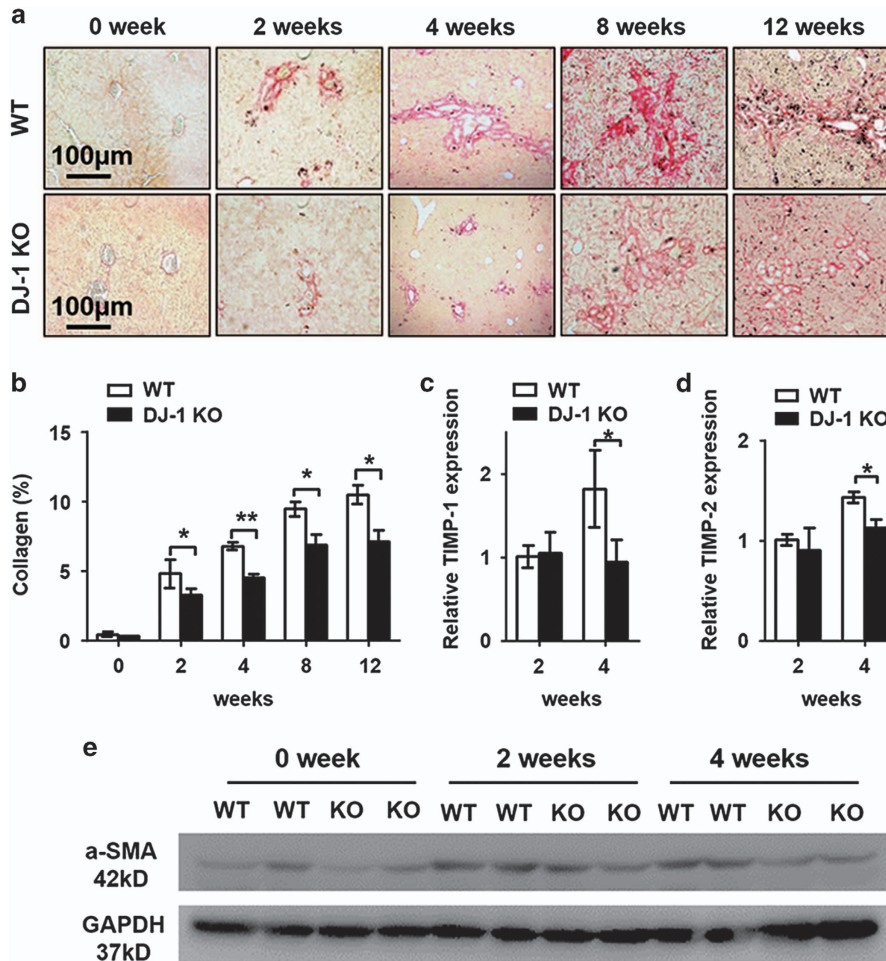 a
0 week 2 weeks 4 weeks 8 weeks 12 weeks
WT
100µm
DJ-1 KO
100µm
b
WT
DJ-1 KO
15
10
5
0
Collagen (%)
* ** * *
0 2 4 8 12
weeks
c
WT
DJ-1 KO
2
1
0
Relative TIMP-1 expression
*
2 4
weeks
d
WT
DJ-1 KO
2
1
0
Relative TIMP-2 expression
*
2 4
weeks
e
0 week 2 weeks 4 weeks
WT WT KO KO WT WT KO KO WT WT KO KO
a-SMA
42kD
GAPDH
37kD